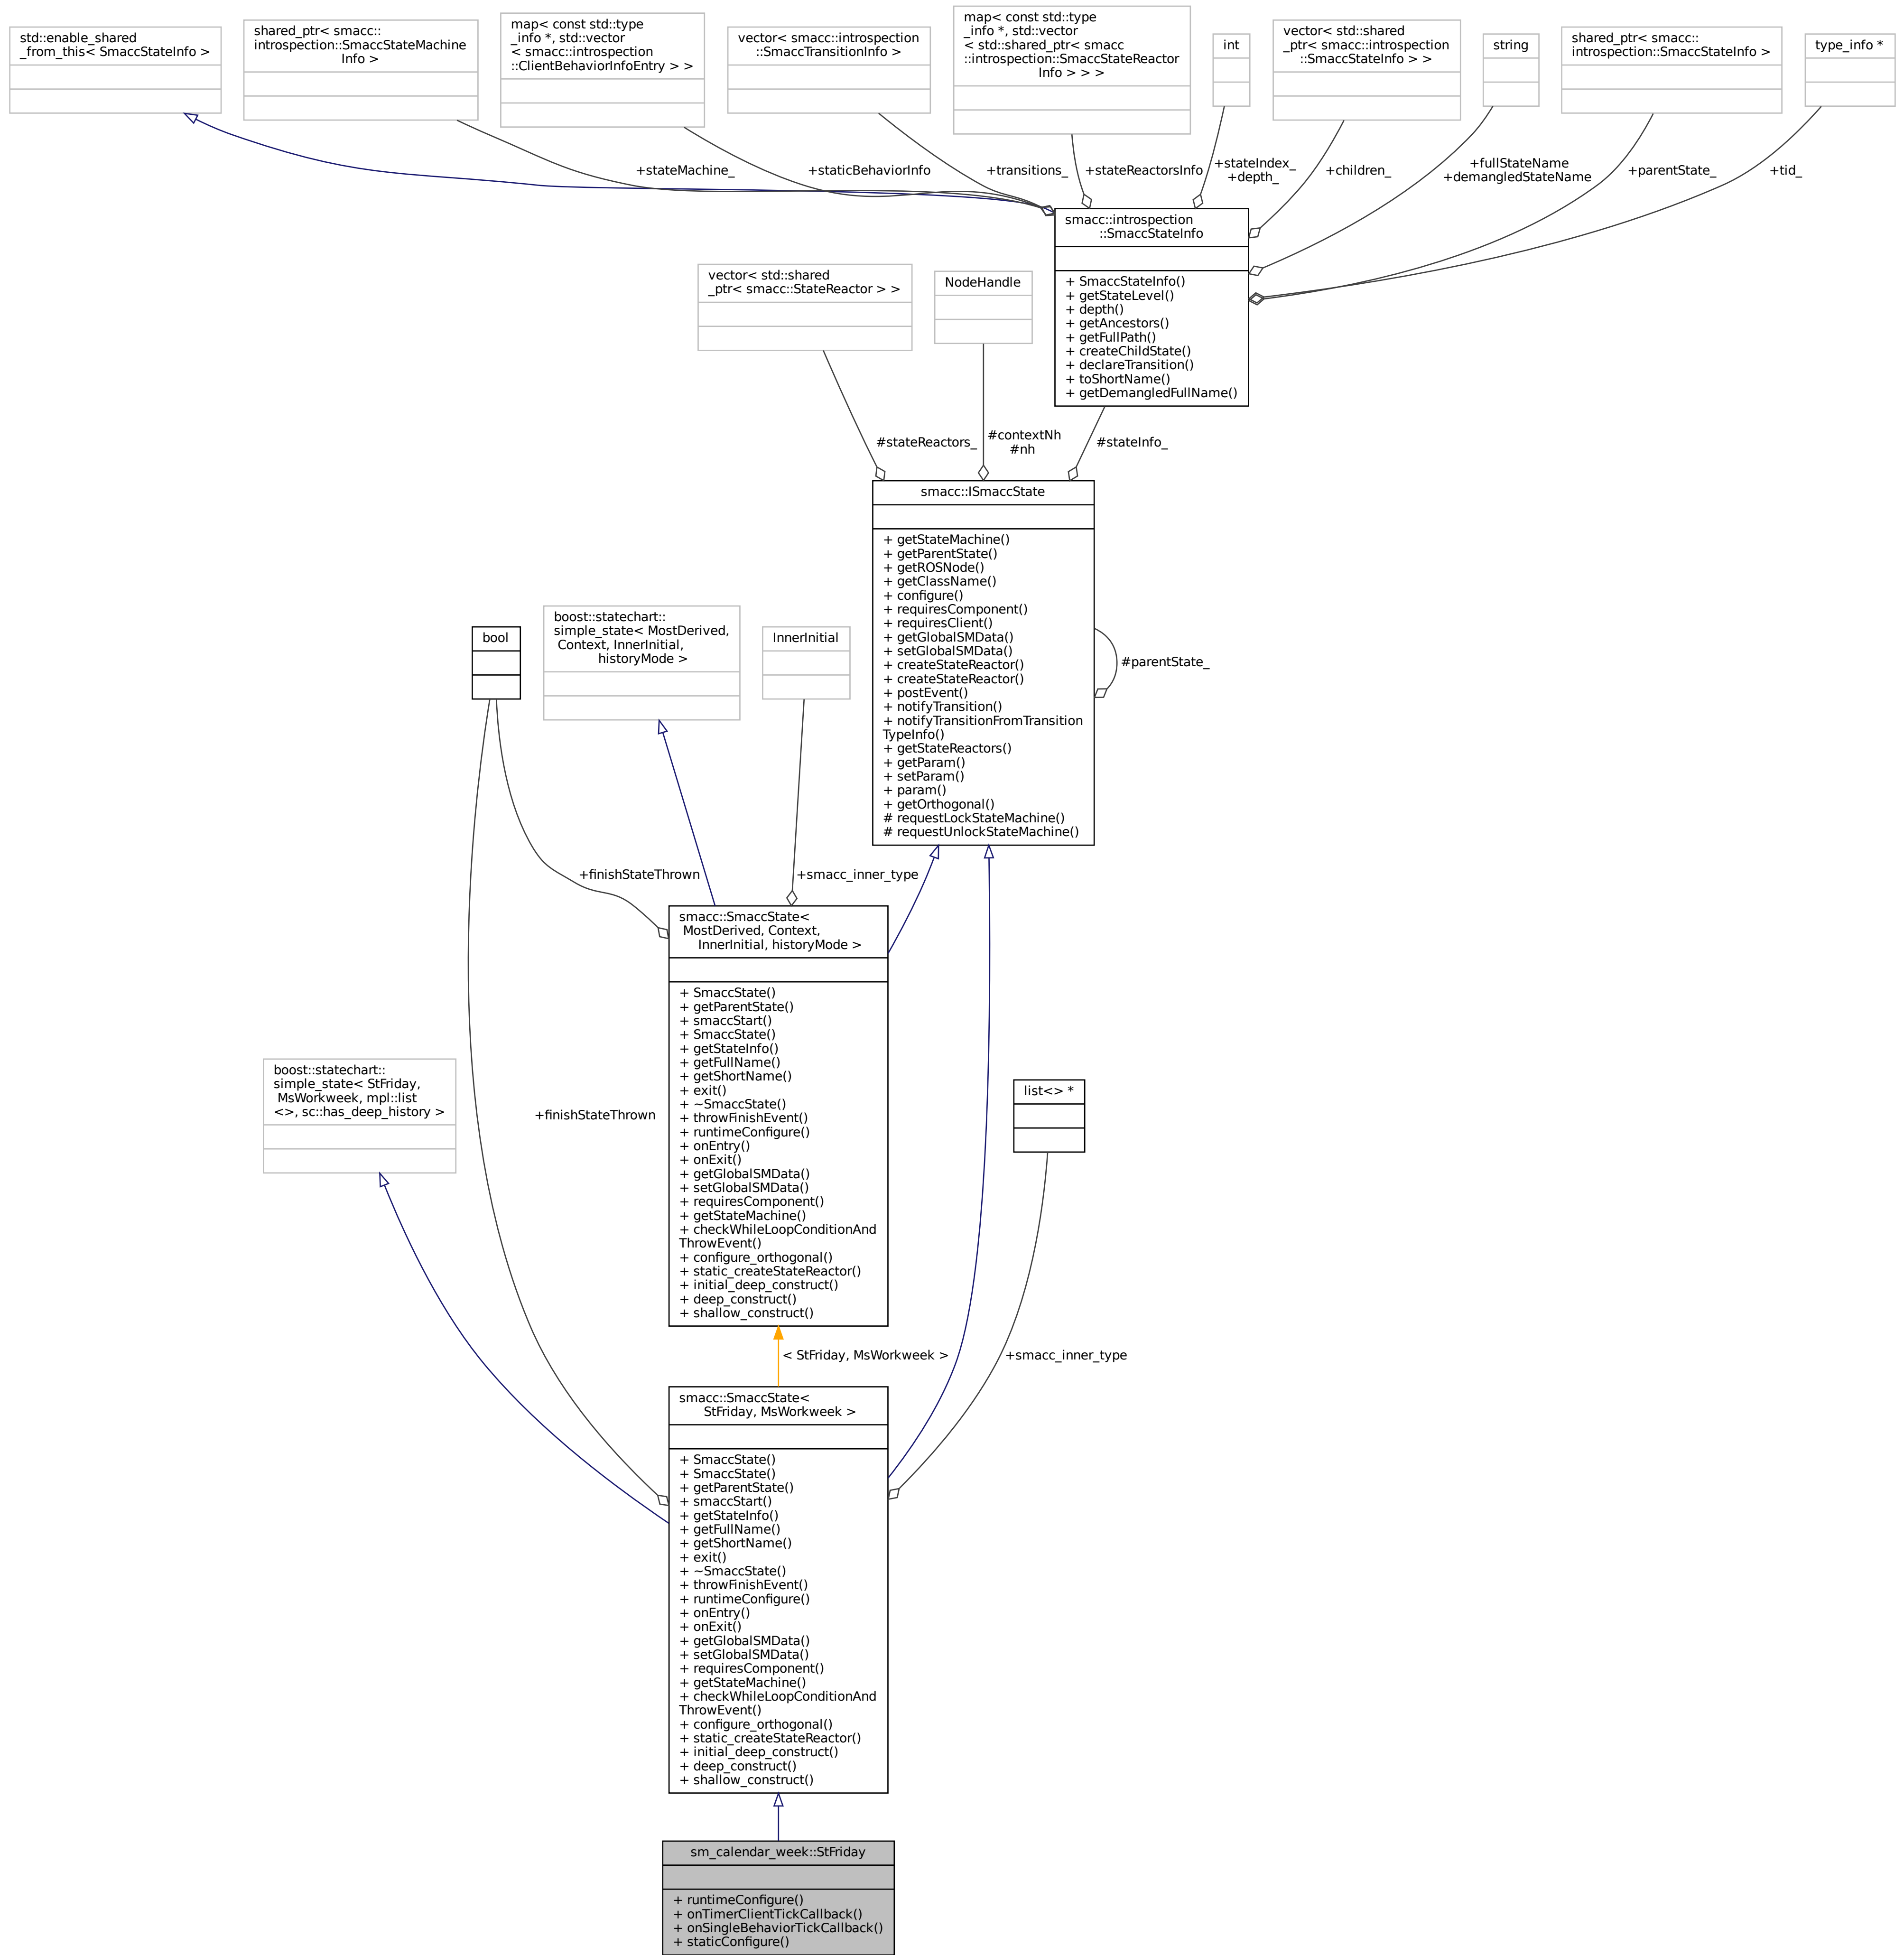 std::enable_shared
_from_this< SmaccStateInfo >
shared_ptr< smacc::
introspection::SmaccStateMachine
Info >
map< const std::type
_info *, std::vector
< smacc::introspection
::ClientBehaviorInfoEntry > >
vector< smacc::introspection
::SmaccTransitionInfo >
map< const std::type
_info *, std::vector
< std::shared_ptr< smacc
::introspection::SmaccStateReactor
Info > > >
int
vector< std::shared
_ptr< smacc::introspection
::SmaccStateInfo > >
string
shared_ptr< smacc::
introspection::SmaccStateInfo >
type_info *
+stateMachine_
+staticBehaviorInfo
+transitions_
+stateReactorsInfo
+stateIndex_
+depth_
+children_
+fullStateName
+demangledStateName
+parentState_
+tid_
smacc::introspection
::SmaccStateInfo
+ SmaccStateInfo()
+ getStateLevel()
+ depth()
+ getAncestors()
+ getFullPath()
+ createChildState()
+ declareTransition()
+ toShortName()
+ getDemangledFullName()
vector< std::shared
_ptr< smacc::StateReactor > >
NodeHandle
#stateReactors_
#contextNh
#nh
#stateInfo_
smacc::ISmaccState
+ getStateMachine()
+ getParentState()
+ getROSNode()
+ getClassName()
+ configure()
+ requiresComponent()
+ requiresClient()
+ getGlobalSMData()
+ setGlobalSMData()
+ createStateReactor()
+ createStateReactor()
+ postEvent()
+ notifyTransition()
+ notifyTransitionFromTransition
TypeInfo()
+ getStateReactors()
+ getParam()
+ setParam()
+ param()
+ getOrthogonal()
# requestLockStateMachine()
# requestUnlockStateMachine()
#parentState_
bool
boost::statechart::
simple_state< MostDerived,
Context, InnerInitial,
historyMode >
InnerInitial
+finishStateThrown
+smacc_inner_type
smacc::SmaccState<
MostDerived, Context,
InnerInitial, historyMode >
+ SmaccState()
+ getParentState()
+ smaccStart()
+ SmaccState()
+ getStateInfo()
+ getFullName()
+ getShortName()
+ exit()
+ ~SmaccState()
+ throwFinishEvent()
+ runtimeConfigure()
+ onEntry()
+ onExit()
+ getGlobalSMData()
+ setGlobalSMData()
+ requiresComponent()
+ getStateMachine()
+ checkWhileLoopConditionAnd
ThrowEvent()
+ configure_orthogonal()
+ static_createStateReactor()
+ initial_deep_construct()
+ deep_construct()
+ shallow_construct()
boost::statechart::
simple_state< StFriday,
MsWorkweek, mpl::list
<>, sc::has_deep_history >
+finishStateThrown
list<> *
< StFriday, MsWorkweek >
+smacc_inner_type
smacc::SmaccState<
StFriday, MsWorkweek >
+ SmaccState()
+ SmaccState()
+ getParentState()
+ smaccStart()
+ getStateInfo()
+ getFullName()
+ getShortName()
+ exit()
+ ~SmaccState()
+ throwFinishEvent()
+ runtimeConfigure()
+ onEntry()
+ onExit()
+ getGlobalSMData()
+ setGlobalSMData()
+ requiresComponent()
+ getStateMachine()
+ checkWhileLoopConditionAnd
ThrowEvent()
+ configure_orthogonal()
+ static_createStateReactor()
+ initial_deep_construct()
+ deep_construct()
+ shallow_construct()
sm_calendar_week::StFriday
+ runtimeConfigure()
+ onTimerClientTickCallback()
+ onSingleBehaviorTickCallback()
+ staticConfigure()